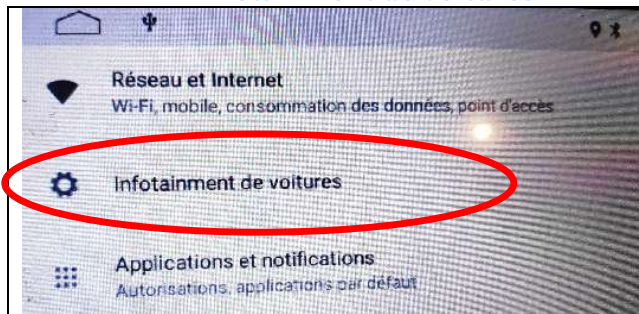 Réseau et Internet
Wi-Fi, mobile, consommation des données, point d'accès
Infotainment de voitures
Applications et notifications
Autorisations, applications par défaut